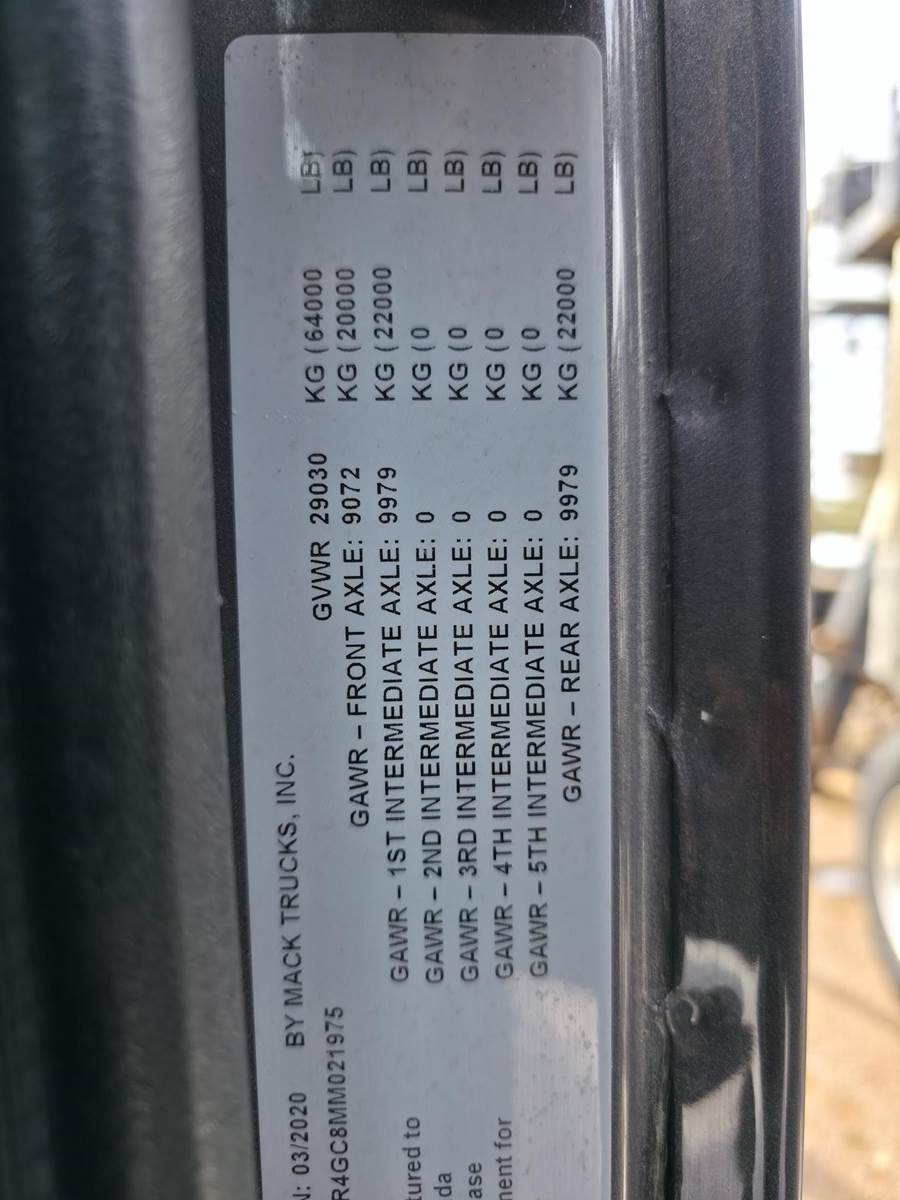 N: 03/2020 BY MACK TRUCKS, INC.
GVWR 29030 KG (64000 LB)
R4GC8MM021975
GAWR – FRONT AXLE: 9072 KG (20000 LB)
GAWR – 1ST INTERMEDIATE AXLE: 9979 KG (22000 LB)
tured to
GAWR – 2ND INTERMEDIATE AXLE: 0 KG (0 LB)
da
GAWR – 3RD INTERMEDIATE AXLE: 0 KG (0 LB)
ase
GAWR – 4TH INTERMEDIATE AXLE: 0 KG (0 LB)
nent for
GAWR – 5TH INTERMEDIATE AXLE: 0 KG (0 LB)
GAWR – REAR AXLE: 9979 KG (22000 LB)